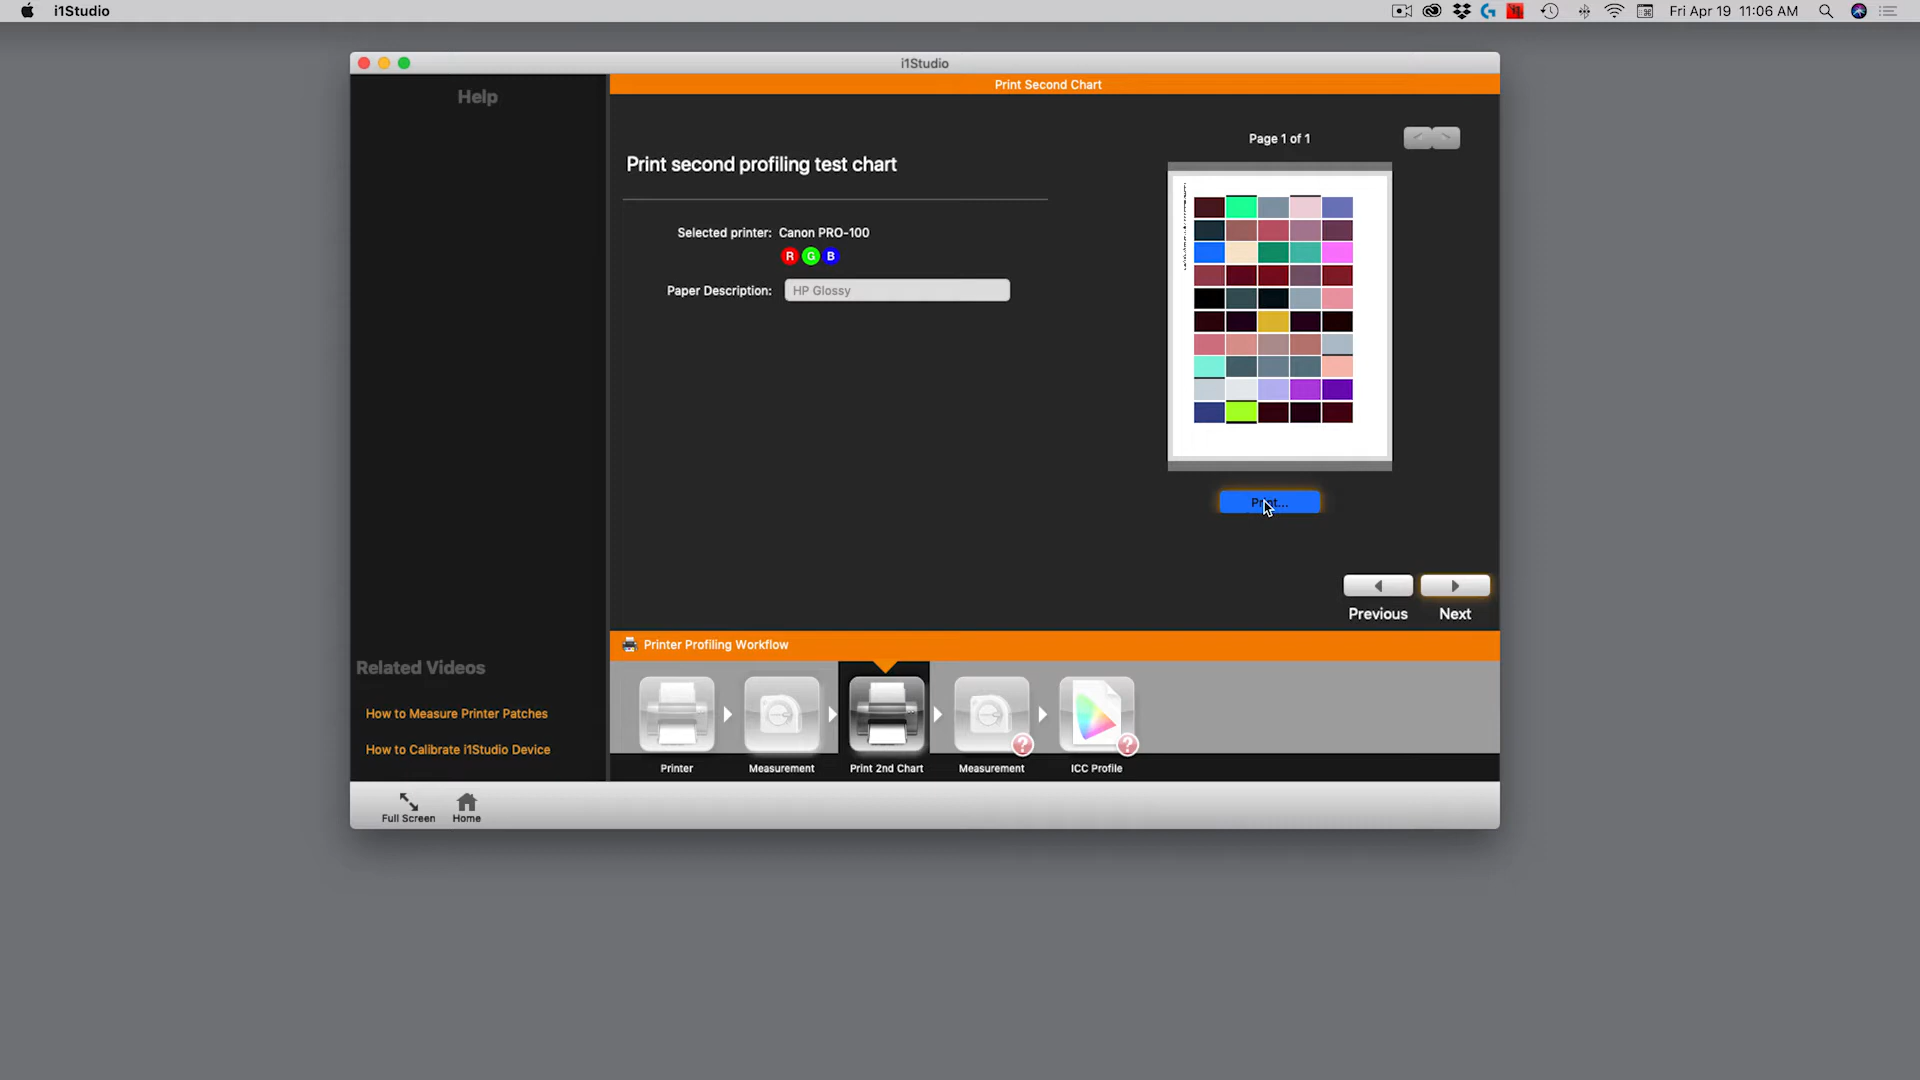 i1Studio
Fri Apr 19 11:06 AM
i1Studio
Help
Print Second Chart
Page 1 of 1
Print second profiling test chart
Selected printer: Canon PRO-100
R G B
Paper Description: HP Glossy
Print...
Previous
Next
Printer Profiling Workflow
Related Videos
How to Measure Printer Patches
How to Calibrate i1Studio Device
Printer
Measurement
Print 2nd Chart
Measurement
ICC Profile
Full Screen
Home